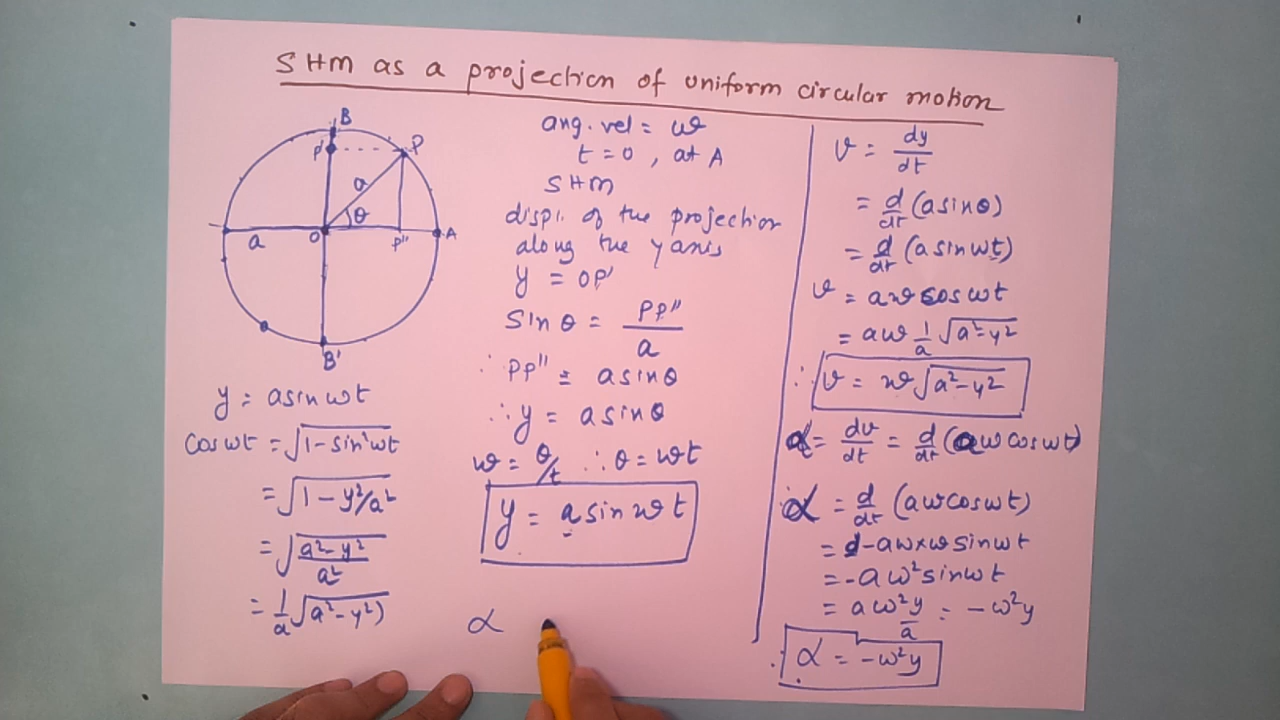 SHM as a projection of uniform circular motion
B
P'
P
a
θ
a
O
P"
A
B'
y = a sin ωt
cos ωt = √1 - sin²ωt
= √1 - y²/a²
= √a² - y²/a²
= 1/a √a² - y²)
ang. vel = ω
t = 0 , at A
SHM
displ. of the projection
along the y axis
y = OP'
Sin θ = PP"/a
∴ PP" = a sin θ
∴ y = a sin θ
ω = θ/t ∴ θ = ωt
y = a sin ωt
α
v = dy/dt
= d/dt (a sin θ)
= d/dt (a sin ωt)
v = aω cos ωt
= aω 1/a √a² - y²
∴ v = ω √a² - y²
α = dv/dt = d/dt (aω cos ωt)
α = d/dt (aω cos ωt)
= -aω×ω sin ωt
= -aω² sin ωt
= aω² y/a = -ω²y
∴ α = -ω²y